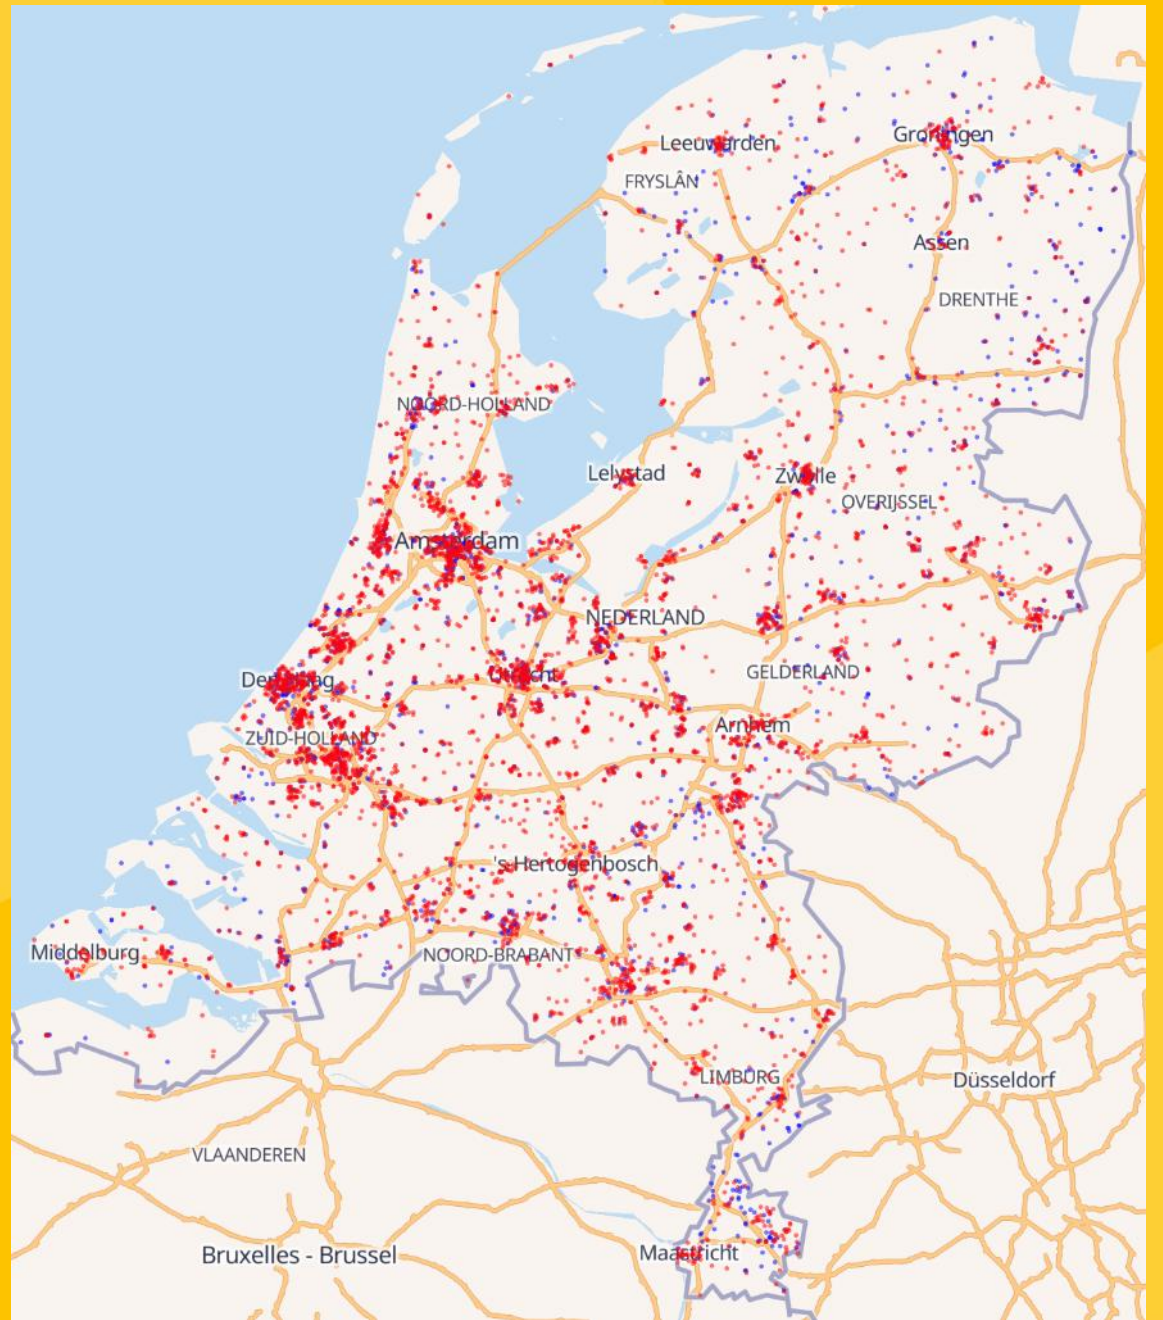 Leeuwarden
Groningen
FRYSLÂN
Assen
DRENTHE
NOORD-HOLLAND
Lelystad
Zwolle
OVERIJSSEL
Amsterdam
NEDERLAND
Den Haag
Utrecht
GELDERLAND
ZUID-HOLLAND
Arnhem
's Hertogenbosch
Middelburg
NOORD-BRABANT
LIMBURG
Düsseldorf
VLAANDEREN
Bruxelles - Brussel
Maastricht